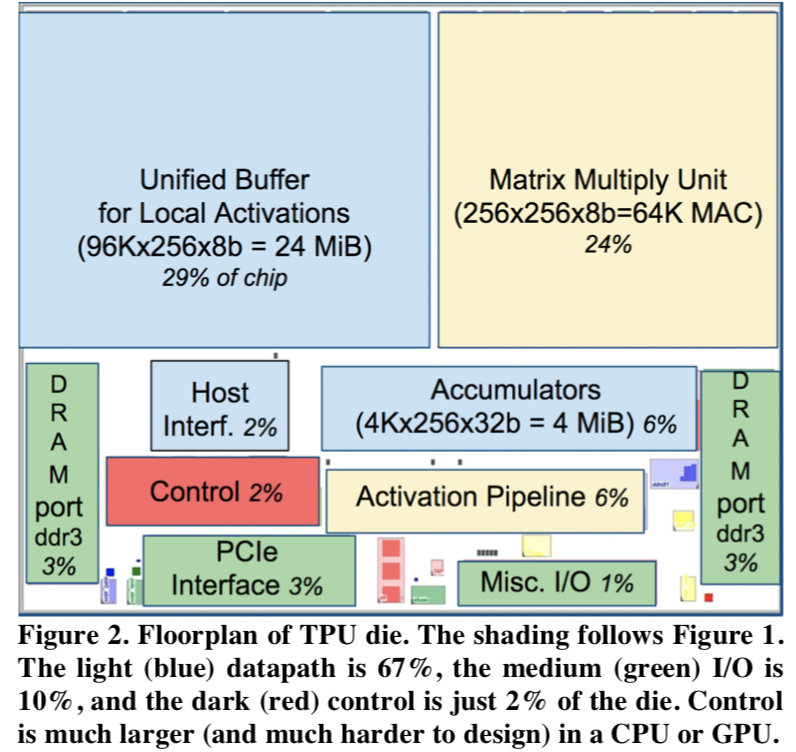 Unified Buffer
for Local Activations
(96Kx256x8b = 24 MiB)
29% of chip
Matrix Multiply Unit
(256x256x8b=64K MAC)
24%
D
R
A
M
port
ddr3
3%
Host
Interf. 2%
Accumulators
(4Kx256x32b = 4 MiB) 6%
D
R
A
M
port
ddr3
3%
Control 2%
Activation Pipeline 6%
PCIe
Interface 3%
Misc. I/O 1%
Figure 2. Floorplan of TPU die. The shading follows Figure 1.
The light (blue) datapath is 67%, the medium (green) I/O is
10%, and the dark (red) control is just 2% of the die. Control
is much larger (and much harder to design) in a CPU or GPU.